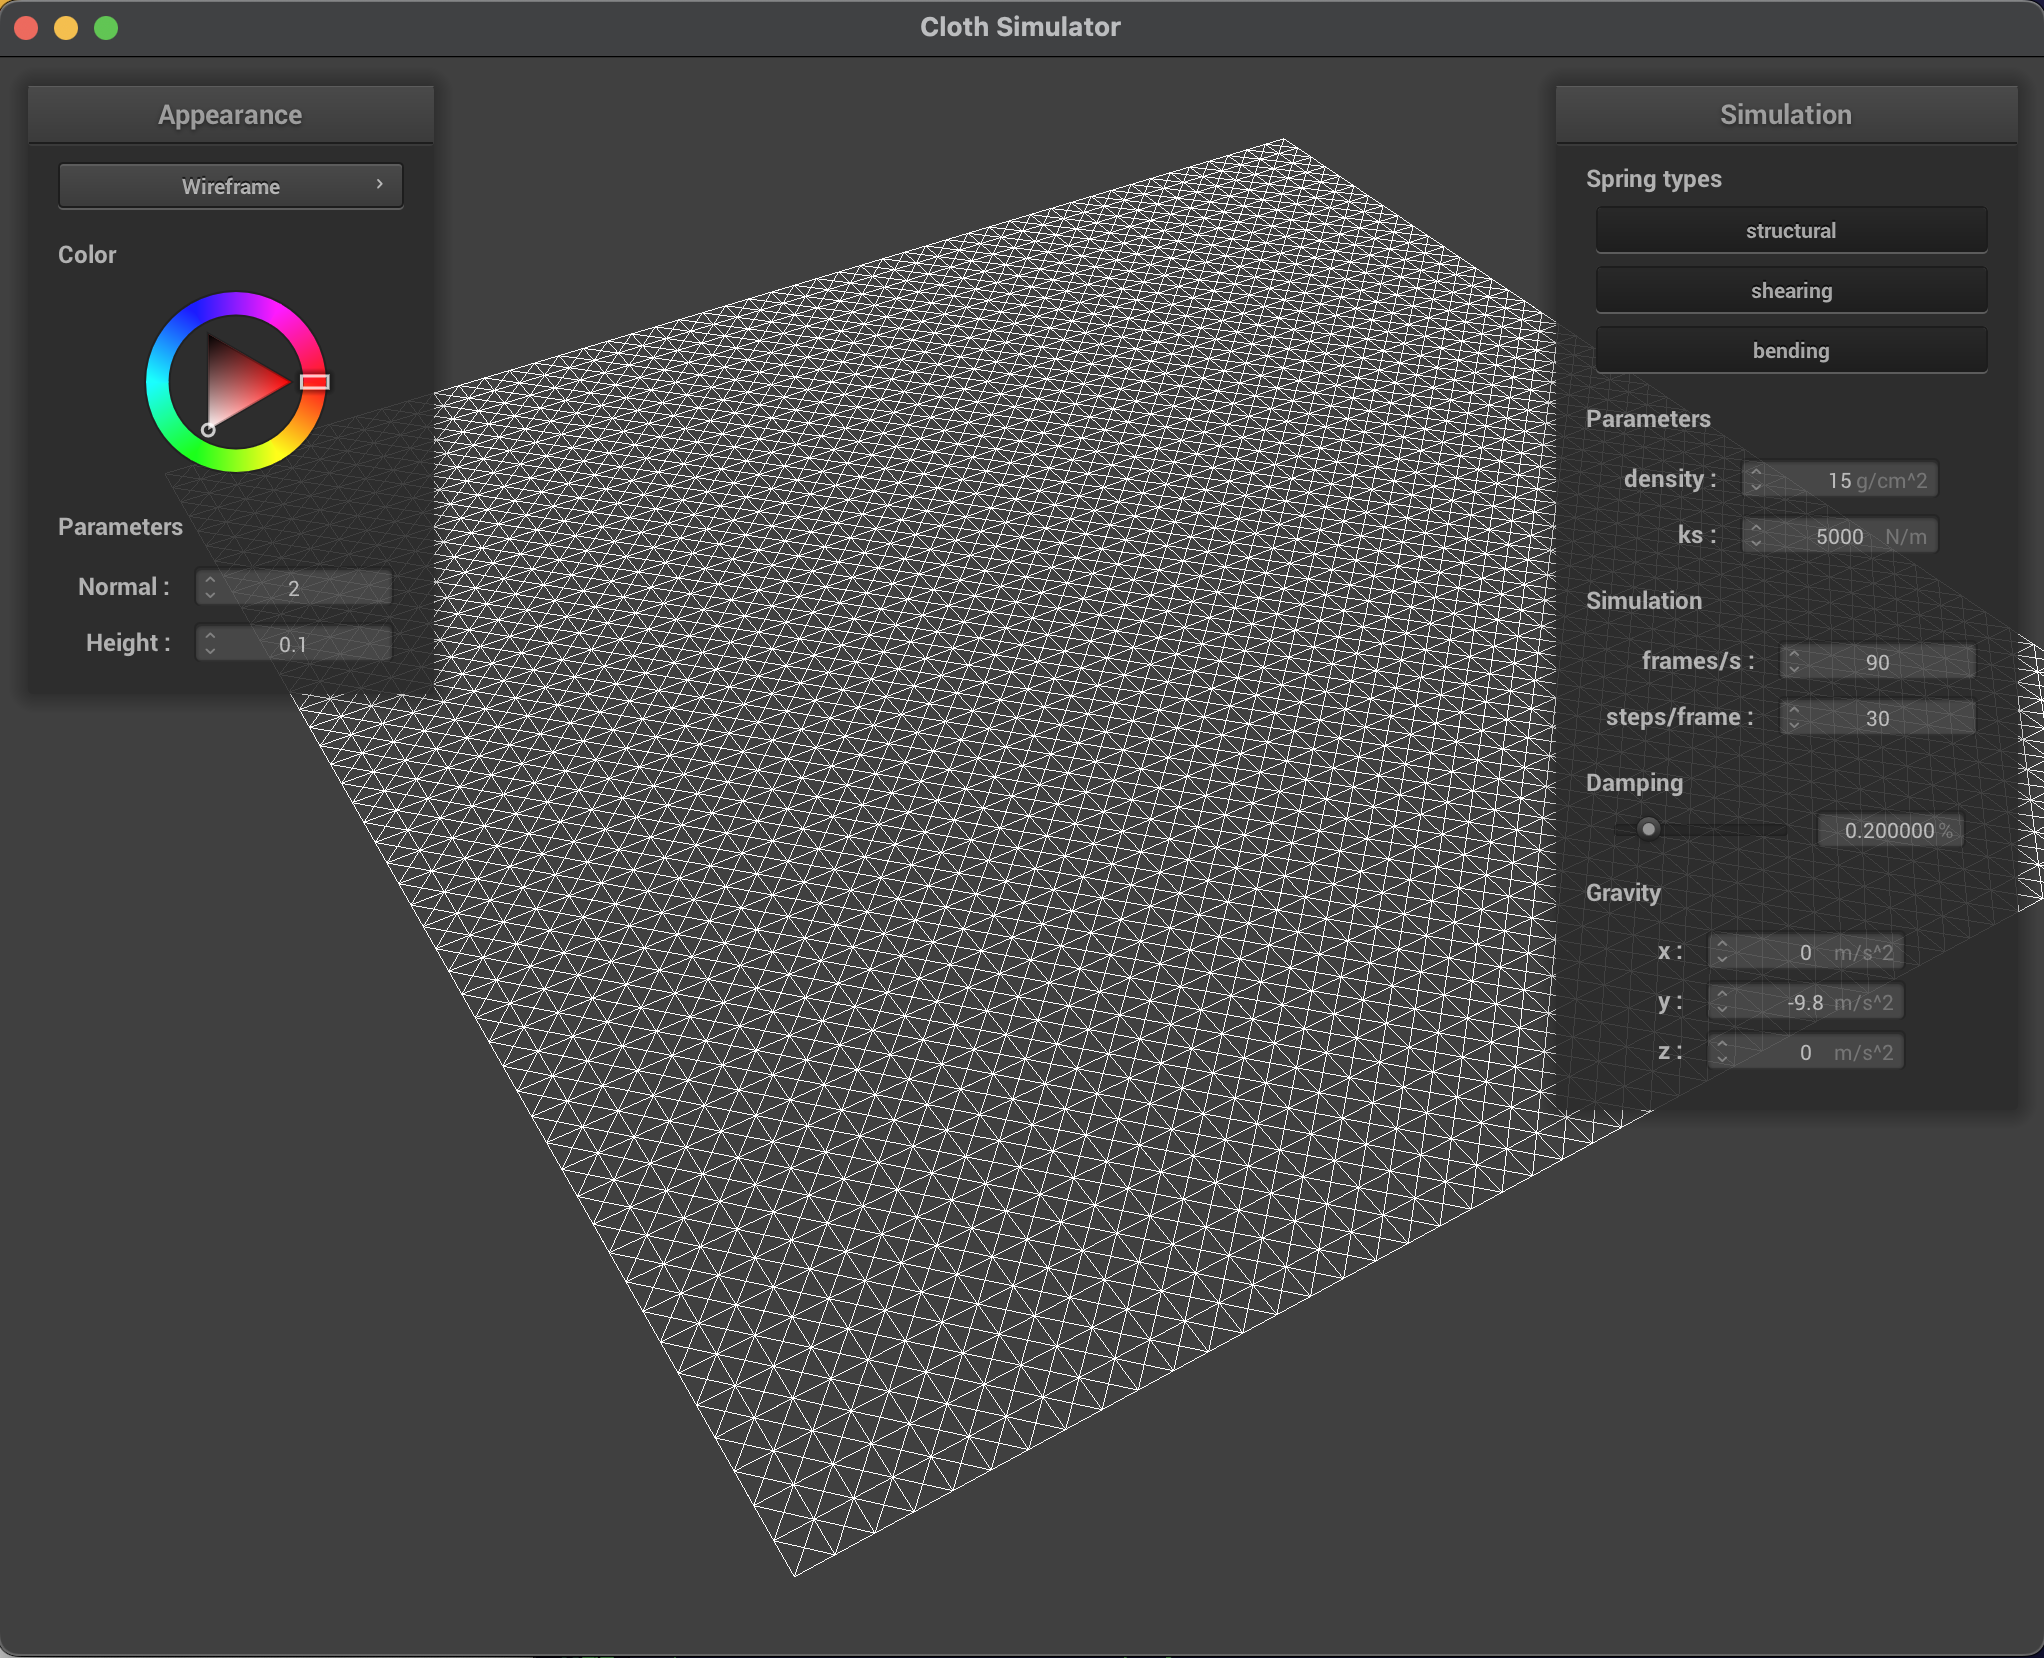 Cloth Simulator
Appearance
Wireframe
Color
Parameters
Normal : 2
Height : 0.1
Simulation
Spring types
structural
shearing
bending
Parameters
density : 15 g/cm^2
ks : 5000 N/m
Simulation
frames/s : 90
steps/frame : 30
Damping
0.200000 %
Gravity
x : 0 m/s^2
y : -9.8 m/s^2
z : 0 m/s^2